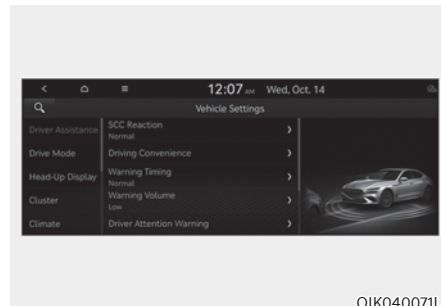 12:07 AM Wed, Oct. 14
Vehicle Settings
Driver Assistance
SCC Reaction
Normal
Drive Mode
Driving Convenience
Head-Up Display
Warning Timing
Normal
Cluster
Warning Volume
Low
Climate
Driver Attention Warning
OIK040071L